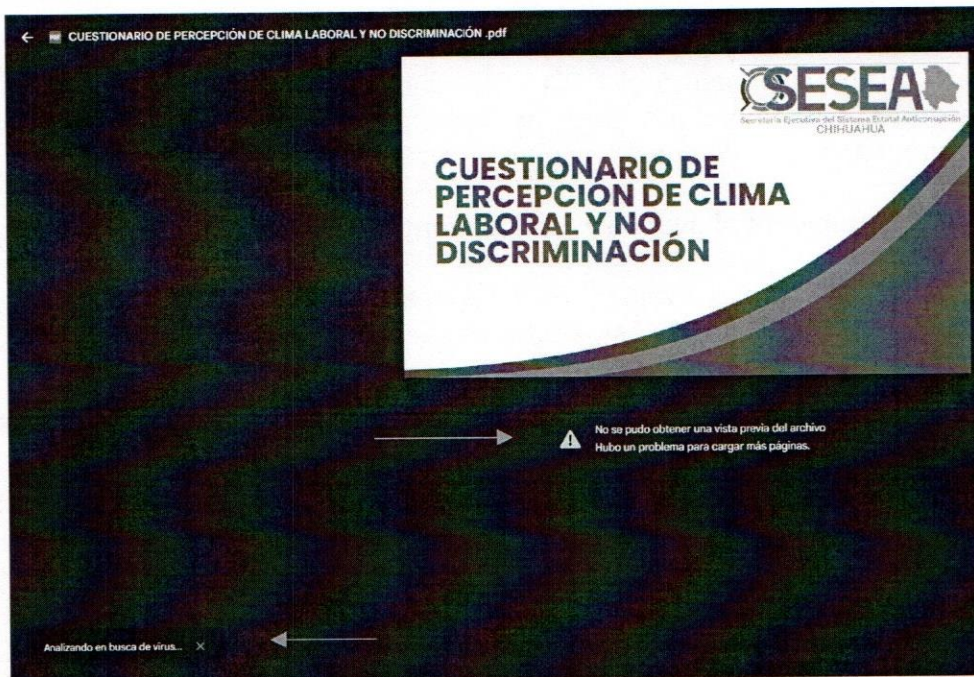 CUESTIONARIO DE PERCEPCIÓN DE CLIMA LABORAL Y NO DISCRIMINACIÓN .pdf
SESEA
Secretaría Ejecutiva del Sistema Estatal Anticorrupción
CHIHUAHUA
CUESTIONARIO DE
PERCEPCIÓN DE CLIMA
LABORAL Y NO
DISCRIMINACIÓN
No se pudo obtener una vista previa del archivo
Hubo un problema para cargar más páginas.
Analizando en busca de virus...